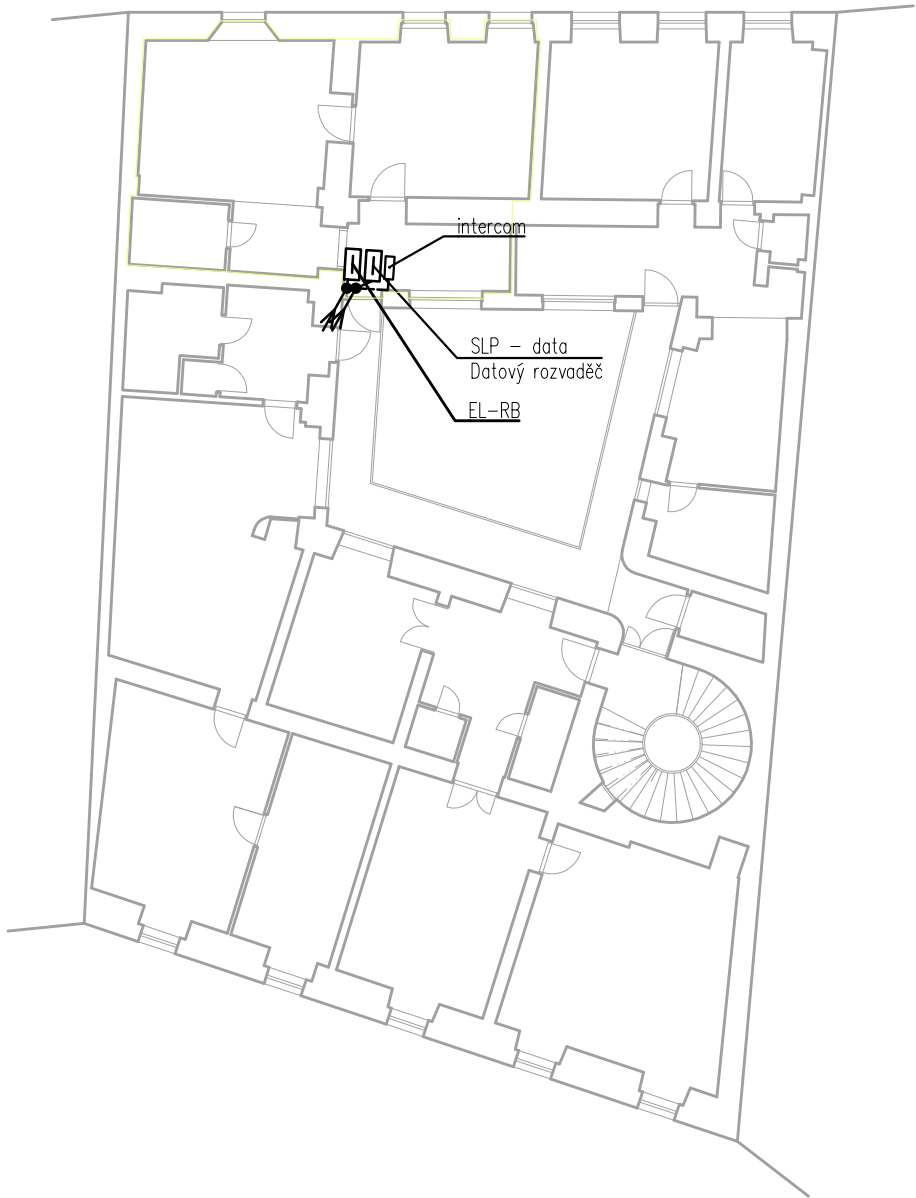 intercom
SLP – data
Datový rozvaděč
EL–RB